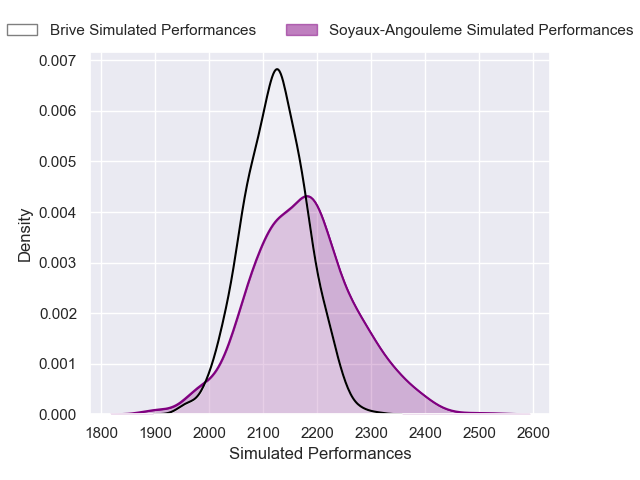 Brive Simulated Performances
Soyaux-Angouleme Simulated Performances
0.007
0.006
0.005
0.004
0.003
0.002
0.001
0.000
Density
1800 1900 2000 2100 2200 2300 2400 2500 2600
Simulated Performances